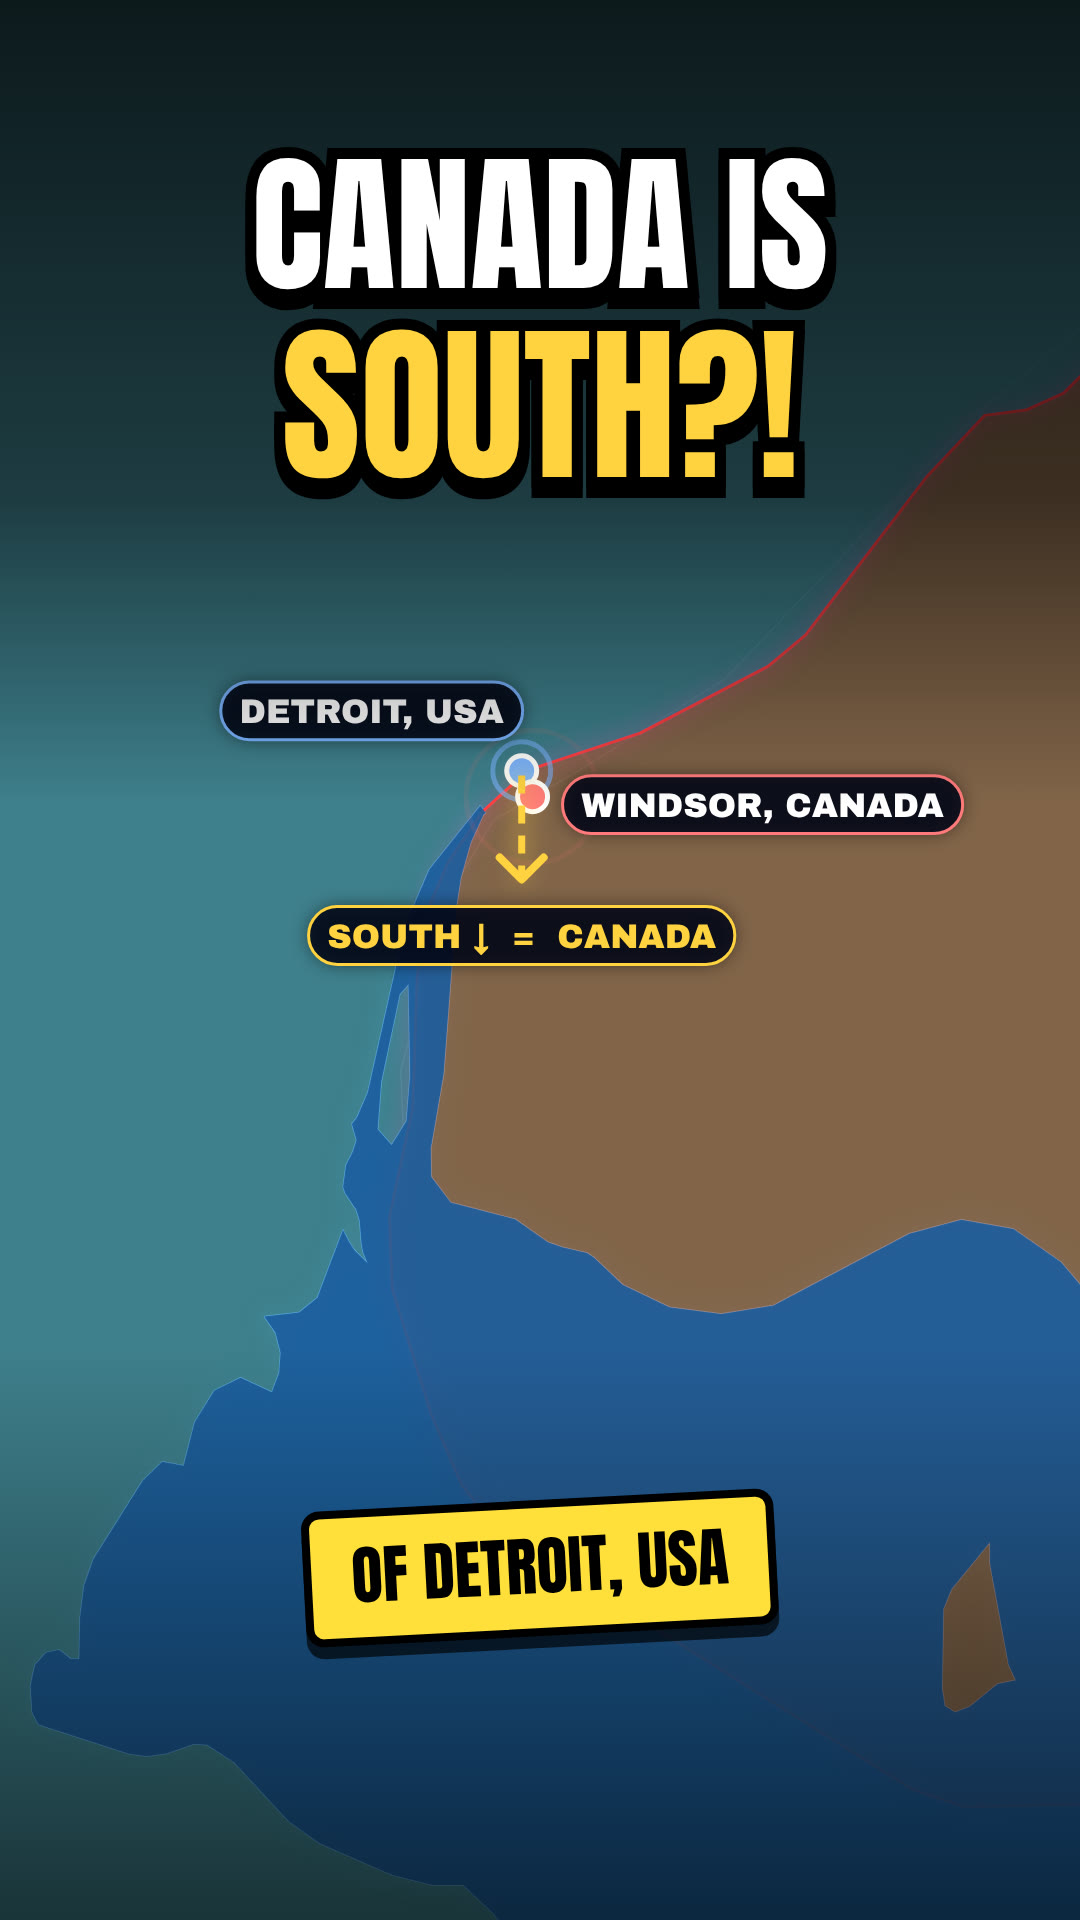 CANADA IS
SOUTH?!
DETROIT, USA
WINDSOR, CANADA
SOUTH ↓ = CANADA
OF DETROIT, USA